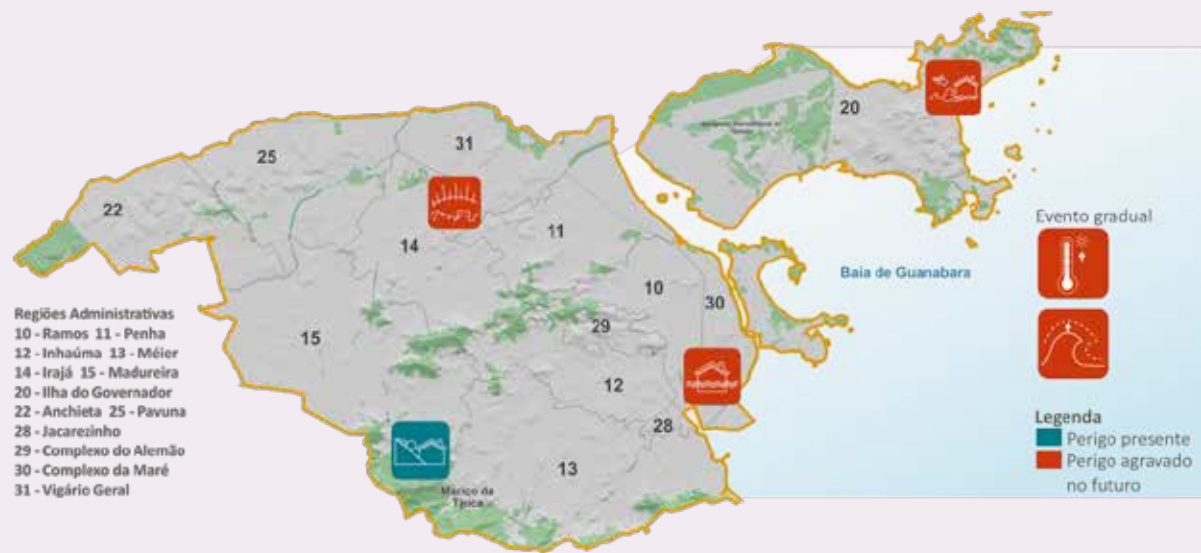 25
31
20
22
14
11
10
30
Baia de Guanabara
Evento gradual
15
29
12
28
13
Maciço da
Tijuca
Regiões Administrativas
10 - Ramos 11 - Penha
12 - Inhaúma 13 - Méier
14 - Irajá 15 - Madureira
20 - Ilha do Governador
22 - Anchieta 25 - Pavuna
28 - Jacarezinho
29 - Complexo do Alemão
30 - Complexo da Maré
31 - Vigário Geral
Legenda
Perigo presente
Perigo agravado
no futuro